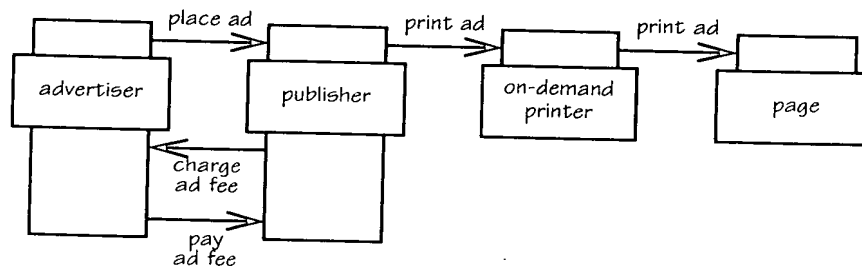 place ad
print ad
print ad
advertiser
publisher
on-demand
printer
page
charge
ad fee
pay
ad fee